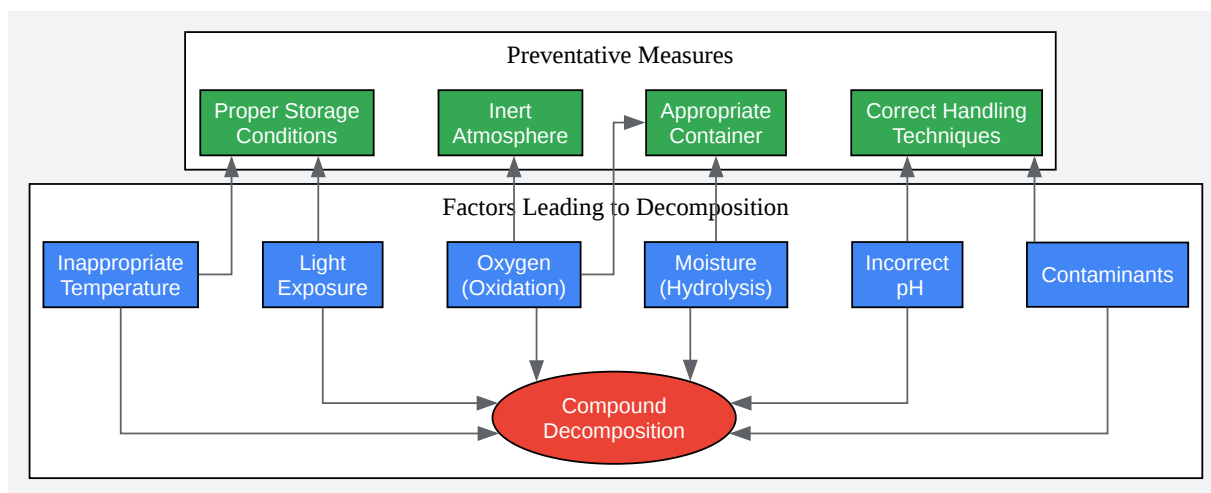 Preventative Measures
Proper Storage
Conditions
Inert
Atmosphere
Appropriate
Container
Correct Handling
Techniques
Factors Leading to Decomposition
Inappropriate
Temperature
Light
Exposure
Oxygen
(Oxidation)
Moisture
(Hydrolysis)
Incorrect
pH
Contaminants
Compound
Decomposition